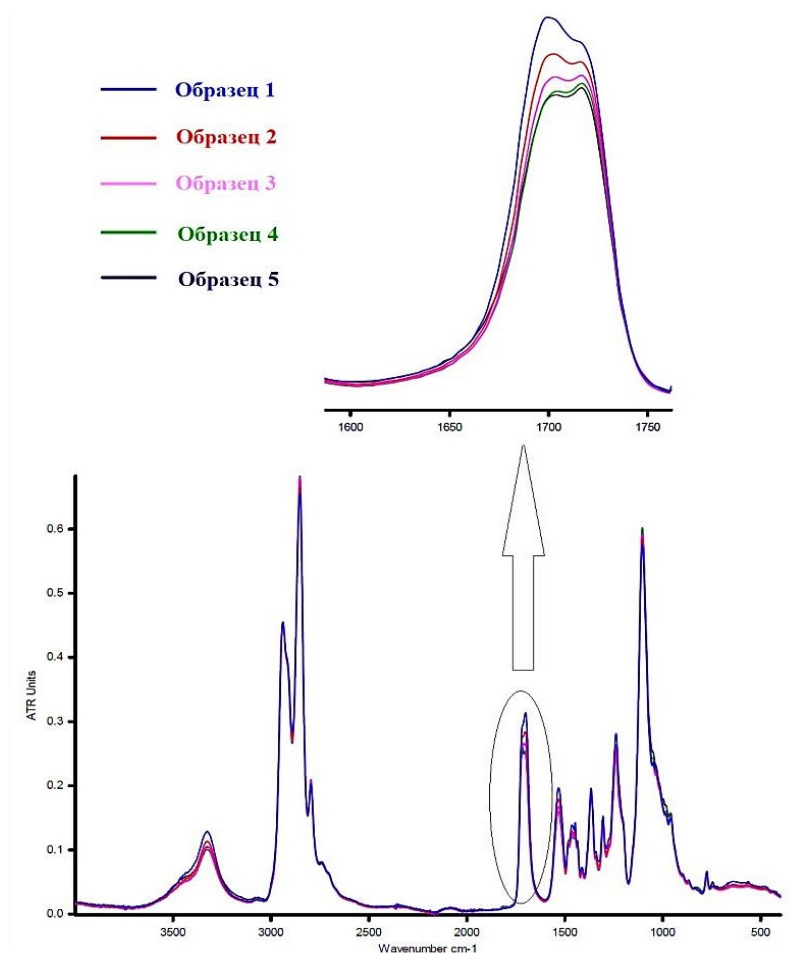 Образец 1
Образец 2
Образец 3
Образец 4
Образец 5
1600 1650 1700 1750
0.6
0.5
0.4
0.3
0.2
0.1
0.0
ATR Units
3500 3000 2500 2000 1500 1000 500
Wavenumber cm-1